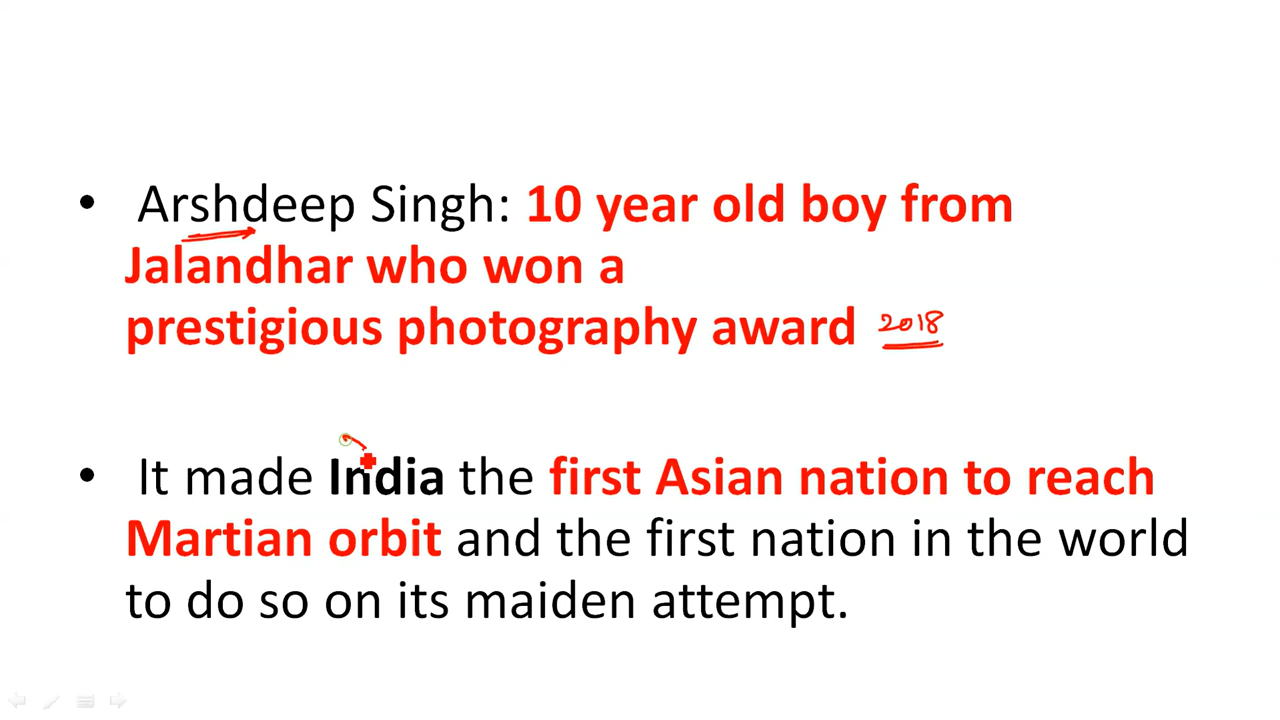 • Arshdeep Singh: 10 year old boy from
Jalandhar who won a
prestigious photography award 2018
• It made India the first Asian nation to reach
Martian orbit and the first nation in the world
to do so on its maiden attempt.